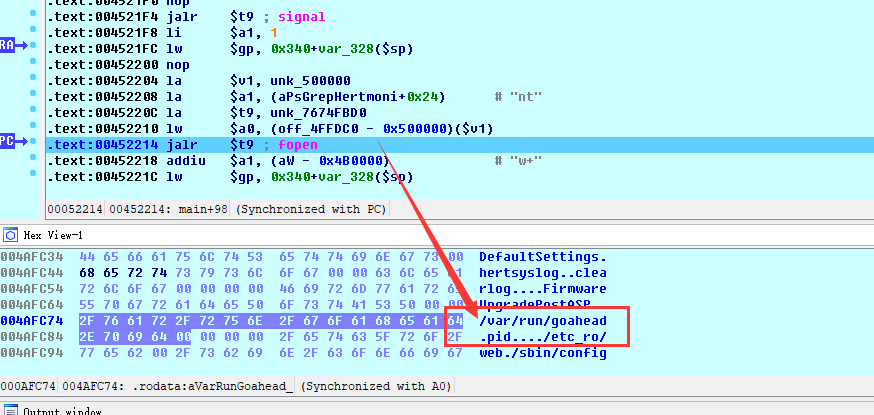 .text:004521F0 nop
.text:004521F4 jalr $t9 ; signal
.text:004521F8 li $a1, 1
RA .text:004521FC lw $gp, 0x340+var_328($sp)
.text:00452200 nop
.text:00452204 la $v1, unk_500000
.text:00452208 la $a1, (aPsGrepHertmoni+0x24) # "nt"
.text:0045220C la $t9, unk_7674FBD0
.text:00452210 lw $a0, (off_4FFDC0 - 0x500000)($v1)
PC .text:00452214 jalr $t9 ; fopen
.text:00452218 addiu $a1, (aW - 0x4B0000) # "w+"
.text:0045221C lw $gp, 0x340+var_328($sp)
00052214 00452214: main+98 (Synchronized with PC)
Hex View-1
004AFC34 44 65 66 61 75 6C 74 53 65 74 74 69 6E 67 73 00 DefaultSettings.
004AFC44 68 65 72 74 73 79 73 6C 6F 67 00 00 63 6C 65 61 hertsyslog..clea
004AFC54 72 6C 6F 67 00 00 00 00 46 69 72 6D 77 61 72 65 rlog....Firmware
004AFC64 55 70 67 72 61 64 65 50 6F 73 74 41 53 50 00 00 UpgradePostASP..
004AFC74 2F 76 61 72 2F 72 75 6E 2F 67 6F 61 68 65 61 64 /var/run/goahead
004AFC84 2E 70 69 64 00 00 00 00 2F 65 74 63 5F 72 6F 2F .pid..../etc_ro/
004AFC94 77 65 62 00 2F 73 62 69 6E 2F 63 6F 6E 66 69 67 web./sbin/config
000AFC74 004AFC74: .rodata:aVarRunGoahead_ (Synchronized with A0)
Output window